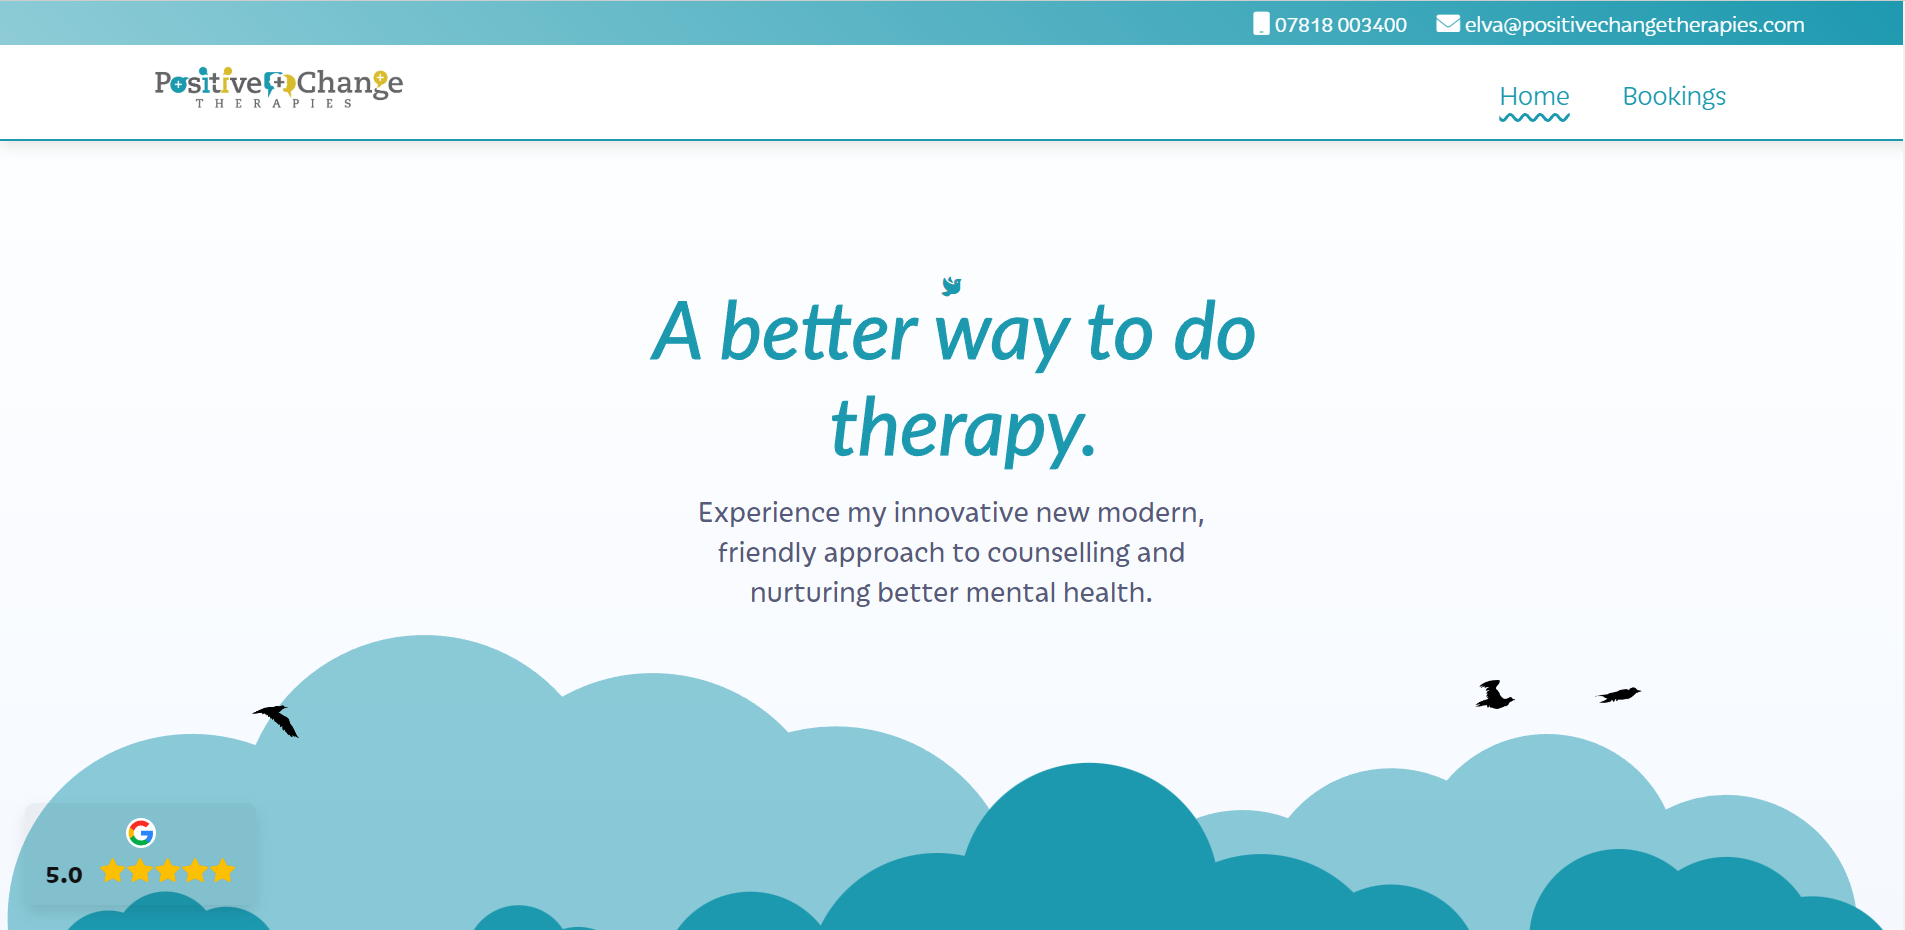 07818 003400 elva@positivechangetherapies.com
Positive Change
THERAPIES
Home Bookings
A better way to do
therapy.
Experience my innovative new modern,
friendly approach to counselling and
nurturing better mental health.
5.0